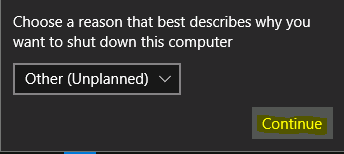 Choose a reason that best describes why you
want to shut down this computer
Other (Unplanned)
Continue